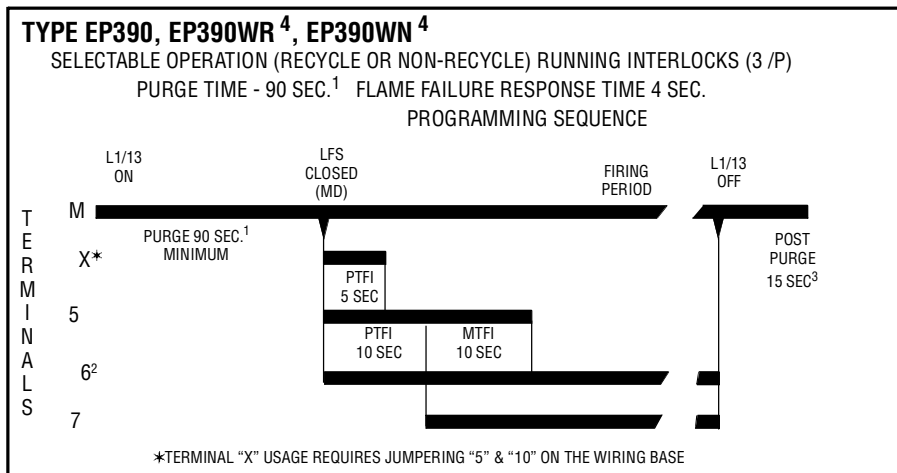 TYPE EP390, EP390WR 4, EP390WN 4
SELECTABLE OPERATION (RECYCLE OR NON-RECYCLE) RUNNING INTERLOCKS (3 /P)
PURGE TIME - 90 SEC.1 FLAME FAILURE RESPONSE TIME 4 SEC.
PROGRAMMING SEQUENCE
L1/13
ON
LFS
CLOSED
(MD)
FIRING
PERIOD
L1/13
OFF
TERMINALS
M
PURGE 90 SEC.1
MINIMUM
POST
PURGE
15 SEC3
X*
PTFI
5 SEC
5
PTFI
10 SEC
MTFI
10 SEC
62
7
*TERMINAL “X” USAGE REQUIRES JUMPERING “5” & “10” ON THE WIRING BASE